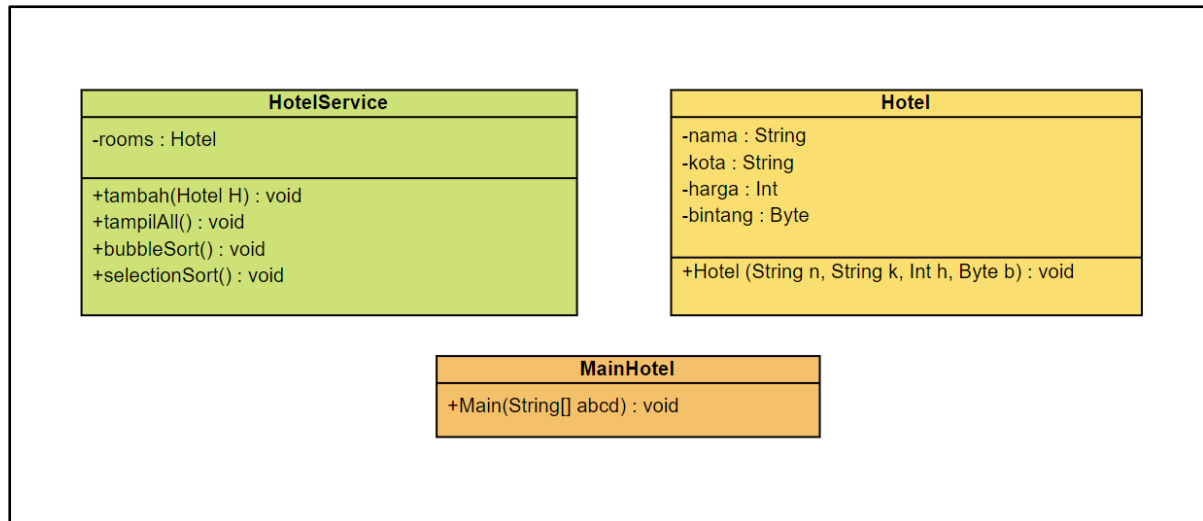 HotelService
-rooms : Hotel
+tambah(Hotel H) : void
+tampilAll() : void
+bubbleSort() : void
+selectionSort() : void
Hotel
-nama : String
-kota : String
-harga : Int
-bintang : Byte
+Hotel (String n, String k, Int h, Byte b) : void
MainHotel
+Main(String[] abcd) : void